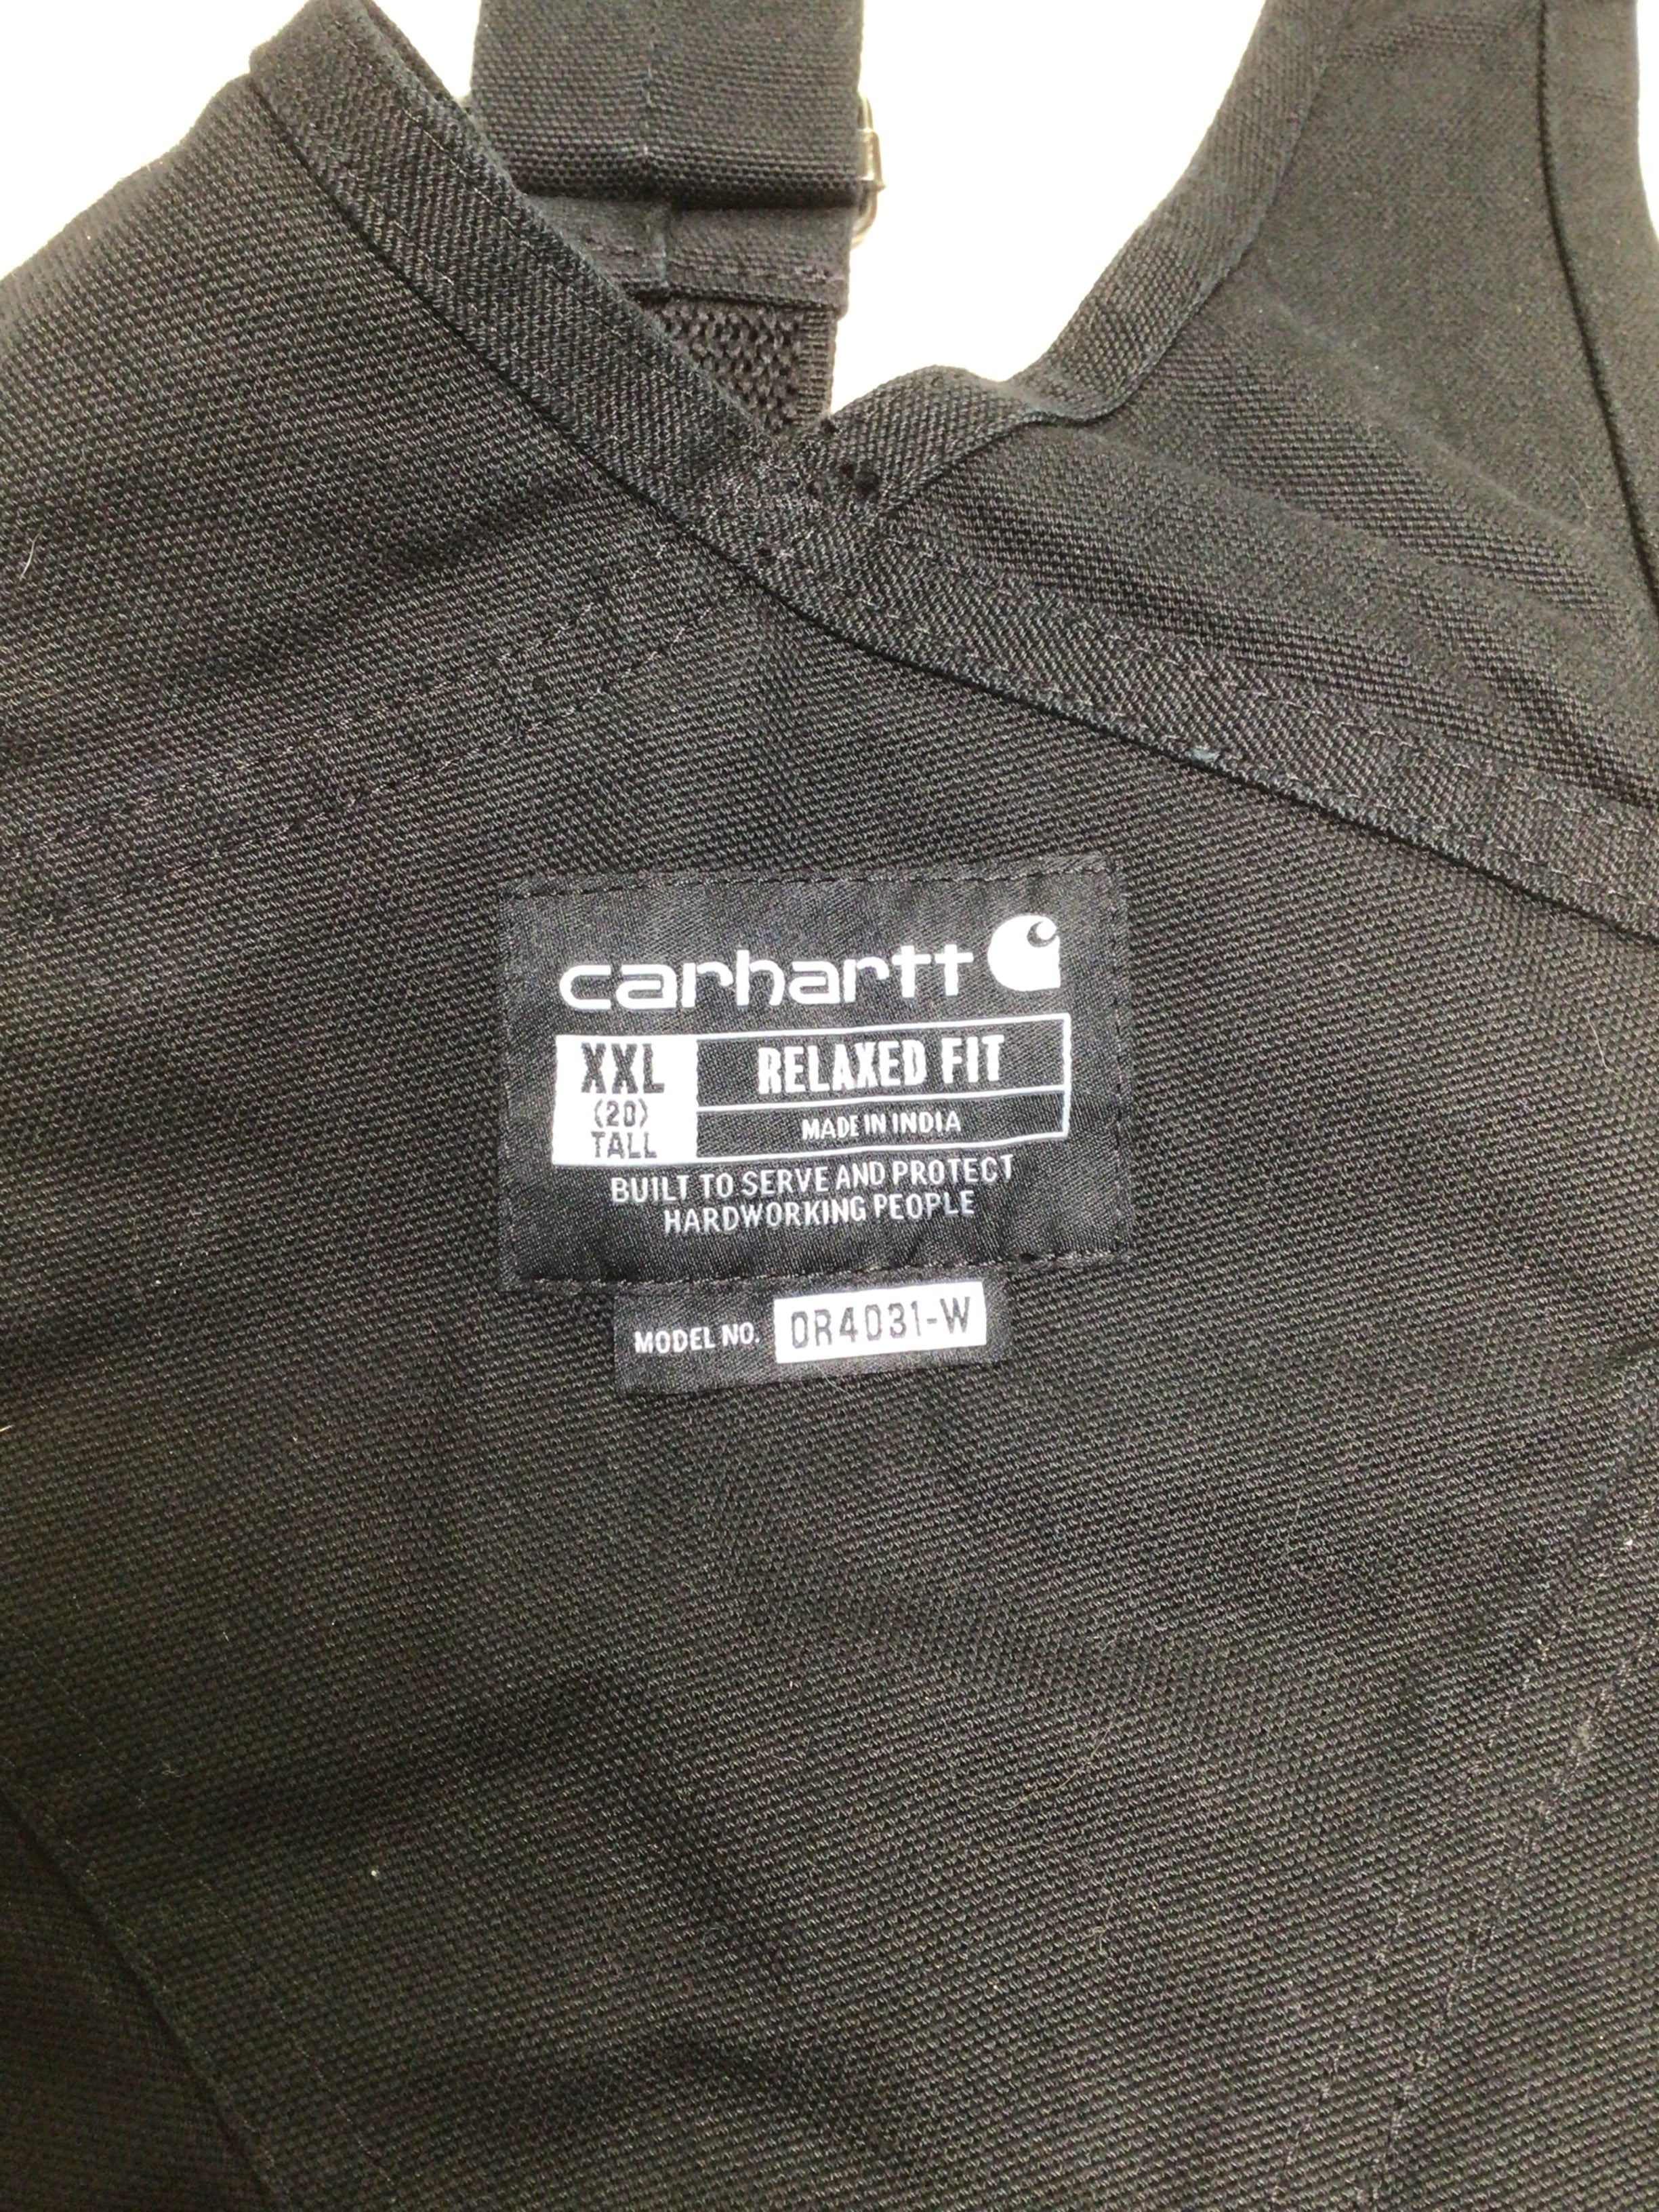 carhartt
XXL
(20)
TALL
RELAXED FIT
MADE IN INDIA
BUILT TO SERVE AND PROTECT
HARDWORKING PEOPLE
MODEL NO. OR4031-W